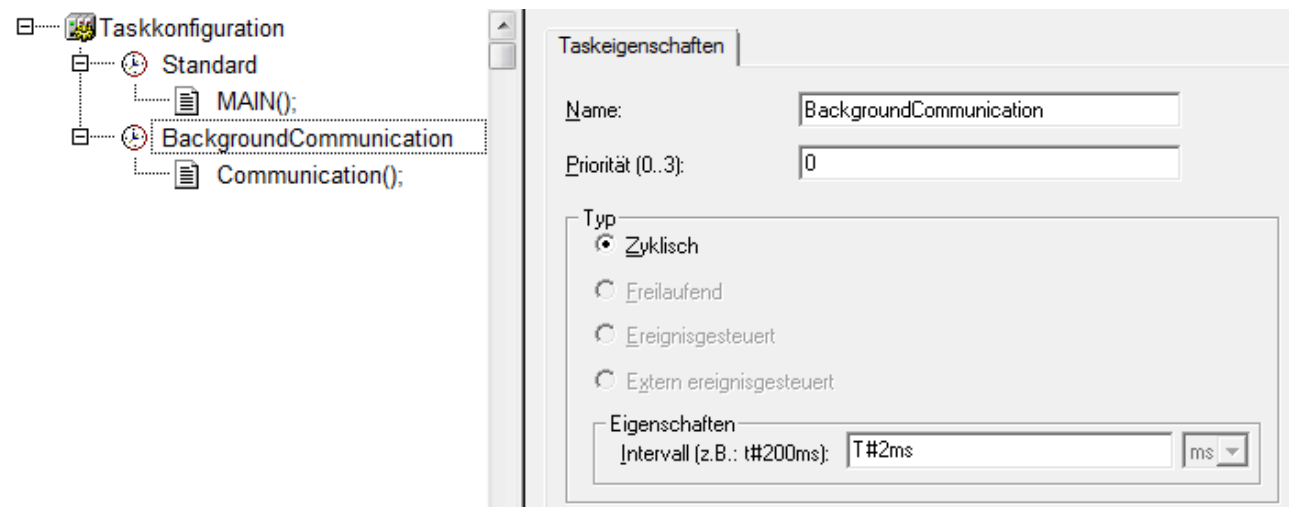 Taskkonfiguration
Standard
MAIN();
BackgroundCommunication
Communication();
Taskeigenschaften
Name: BackgroundCommunication
Priorität (0..3): 0
Typ
Zyklisch
Freilaufend
Ereignisgesteuert
Extern ereignisgesteuert
Eigenschaften
Intervall (z.B.: t#200ms): T#2ms ms